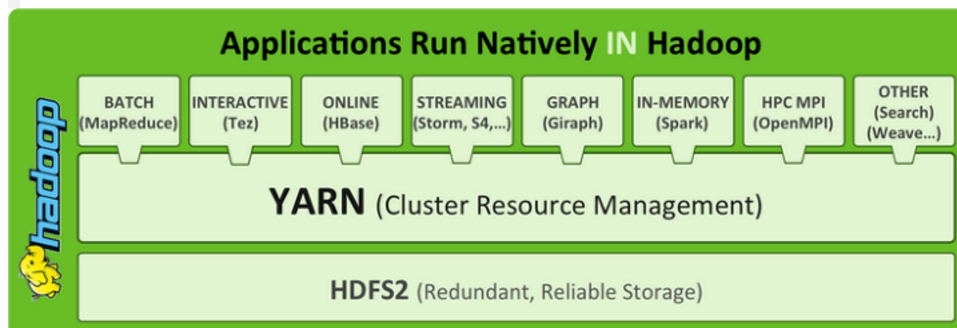 Applications Run Natively IN Hadoop
BATCH
(MapReduce)
INTERACTIVE
(Tez)
ONLINE
(HBase)
STREAMING
(Storm, S4,...)
GRAPH
(Giraph)
IN-MEMORY
(Spark)
HPC MPI
(OpenMPI)
OTHER
(Search)
(Weave...)
hadoop
YARN (Cluster Resource Management)
HDFS2 (Redundant, Reliable Storage)